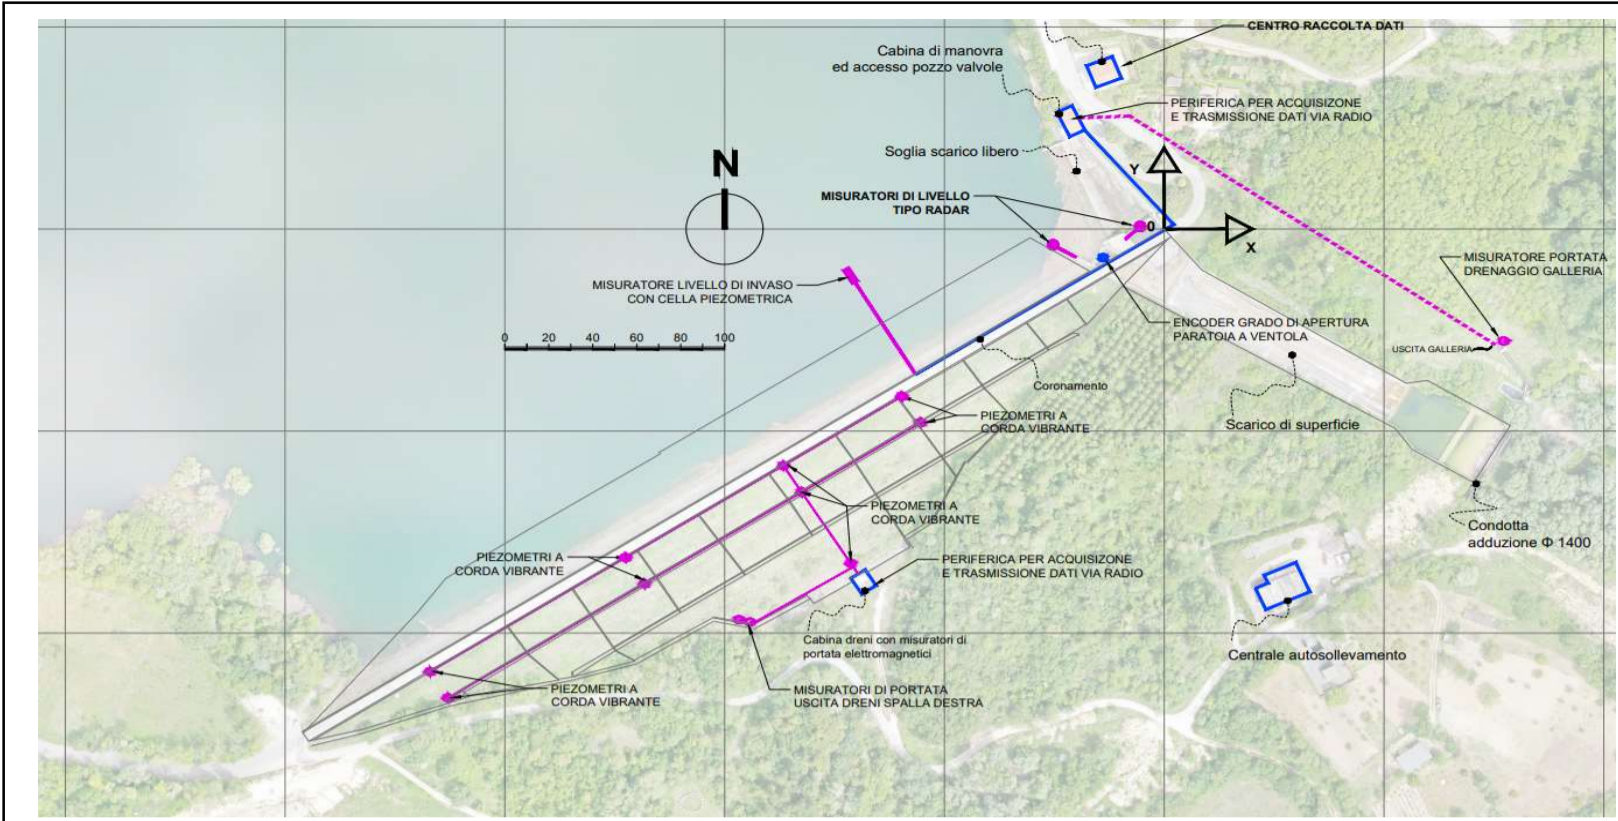 CENTRO RACCOLTA DATI
Cabina di manovra
ed accesso pozzo valvole
PERIFERICA PER ACQUISIZONE
E TRASMISSIONE DATI VIA RADIO
Soglia scarico libero
N
Y
MISURATORI DI LIVELLO
TIPO RADAR
0
X
MISURATORE PORTATA
DRENAGGIO GALLERIA
MISURATORE LIVELLO DI INVASO
CON CELLA PIEZOMETRICA
ENCODER GRADO DI APERTURA
PARATOIA A VENTOLA
0 20 40 60 80 100
USCITA GALLERIA
Coronamento
PIEZOMETRI A
CORDA VIBRANTE
Scarico di superficie
PIEZOMETRI A
CORDA VIBRANTE
Condotta
adduzione Φ 1400
PIEZOMETRI A
CORDA VIBRANTE
PERIFERICA PER ACQUISIZONE
E TRASMISSIONE DATI VIA RADIO
Cabina dreni con misuratori di
portata elettromagnetici
Centrale autosollevamento
PIEZOMETRI A
CORDA VIBRANTE
MISURATORI DI PORTATA
USCITA DRENI SPALLA DESTRA